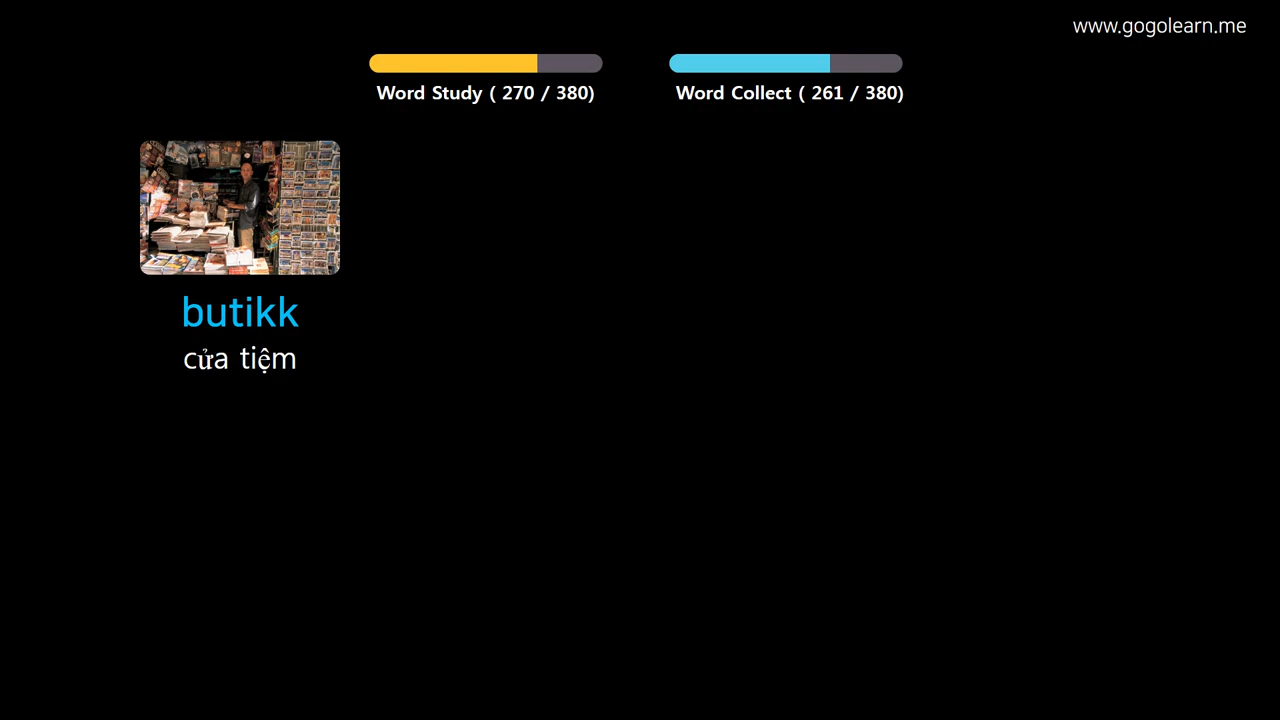 www.gogolearn.me
Word Study ( 270 / 380)
Word Collect ( 261 / 380)
butikk
cửa tiệm